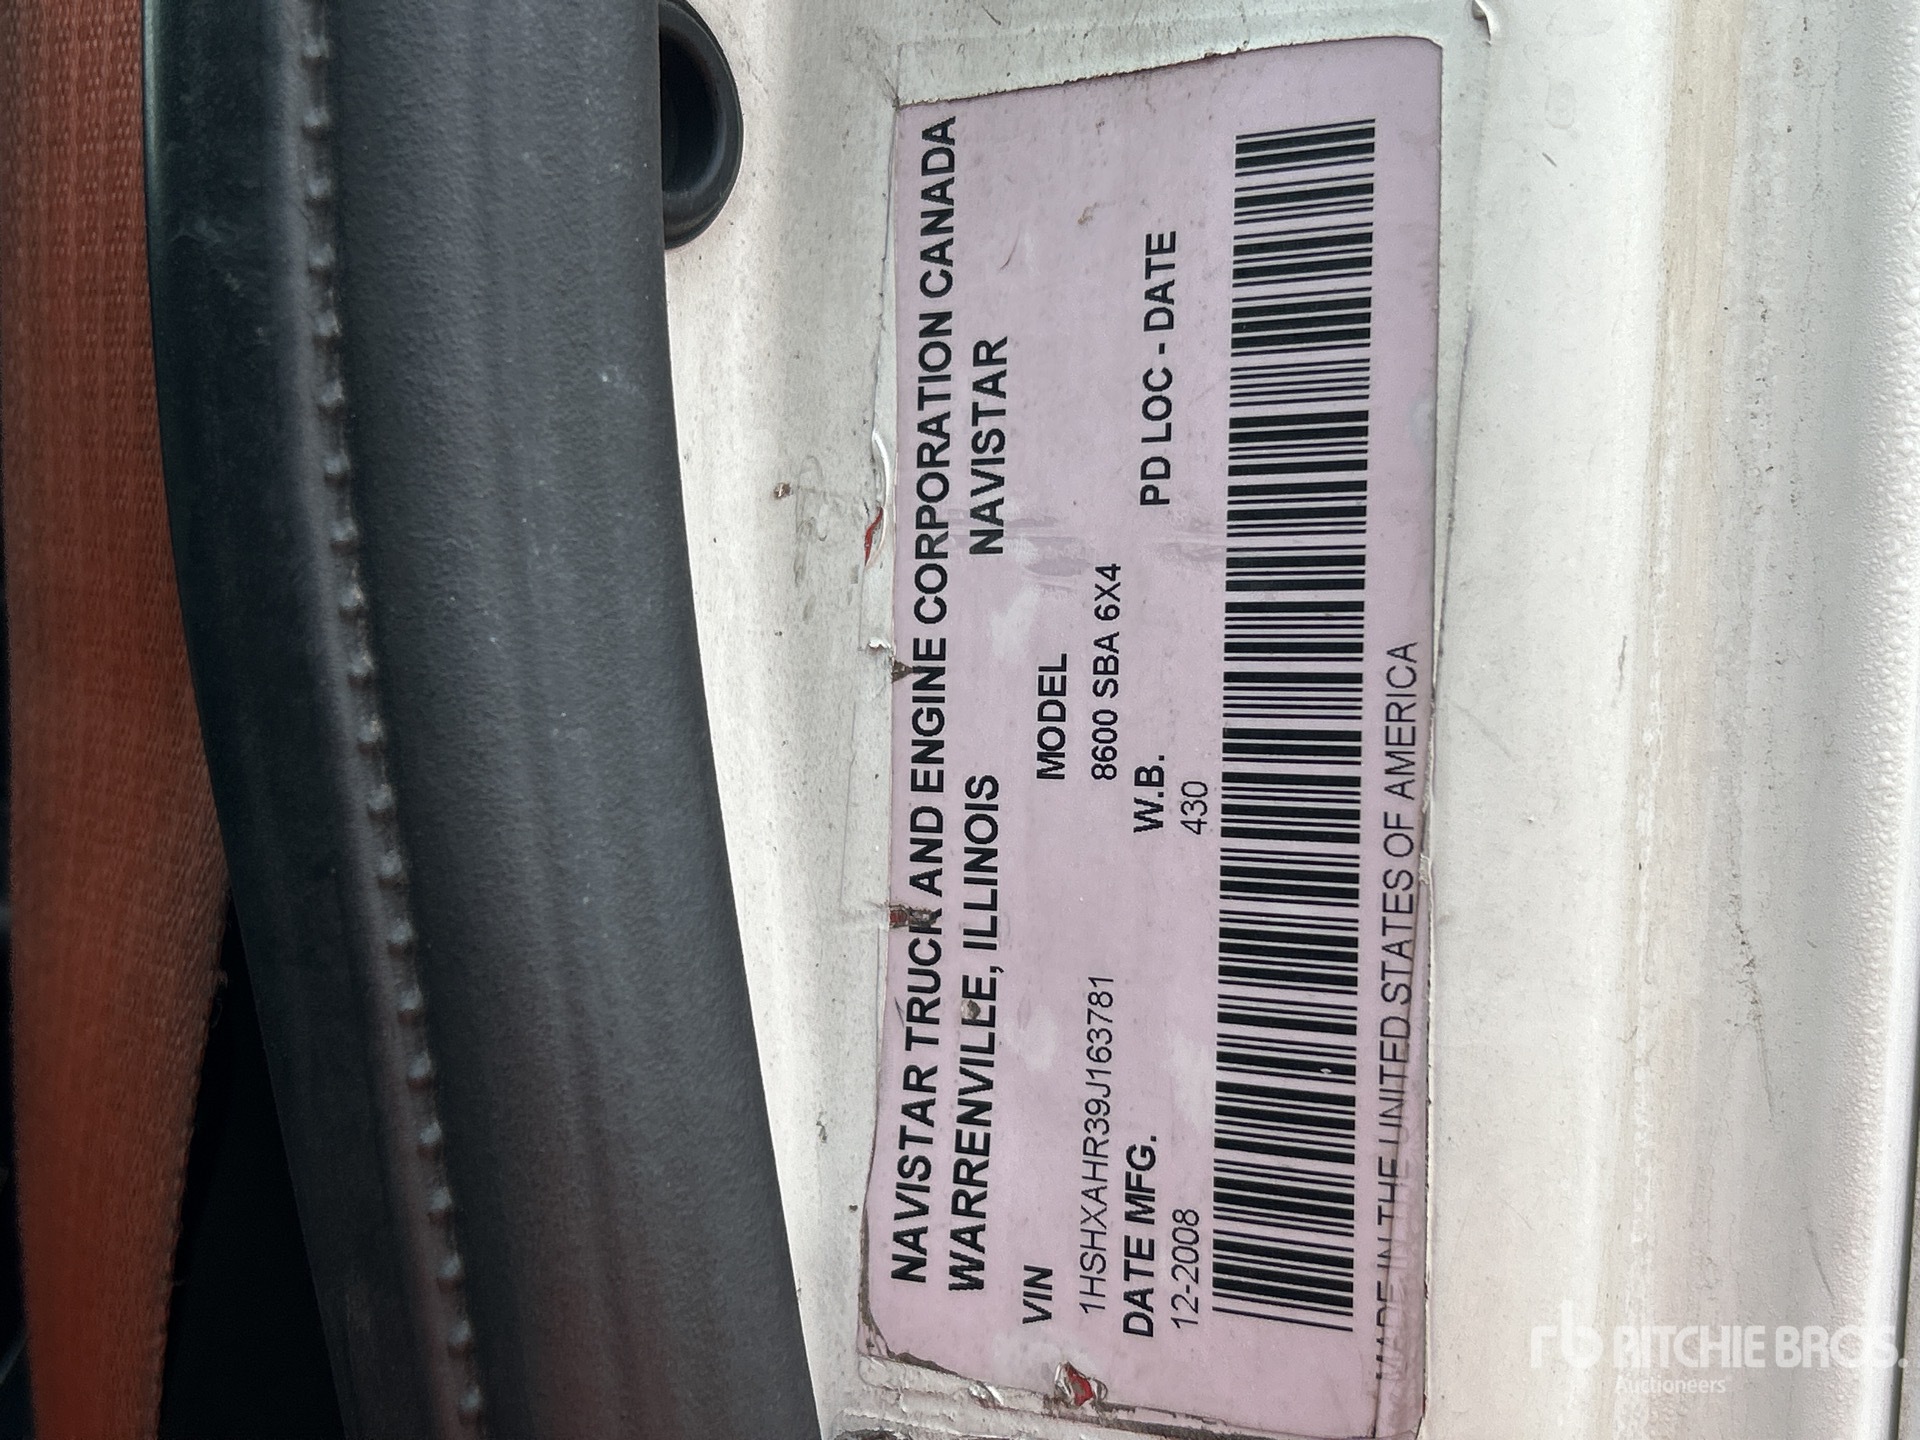 NAVISTAR TRUCK AND ENGINE CORPORATION CANADA
WARRENVILLE, ILLINOIS NAVISTAR
VIN MODEL
1HSHXAHR39J163781 8600 SBA 6X4
DATE MFG. W.B. PD LOC - DATE
12-2008 430
MADE IN THE UNITED STATES OF AMERICA
rb RITCHIE BROS.
Auctioneers